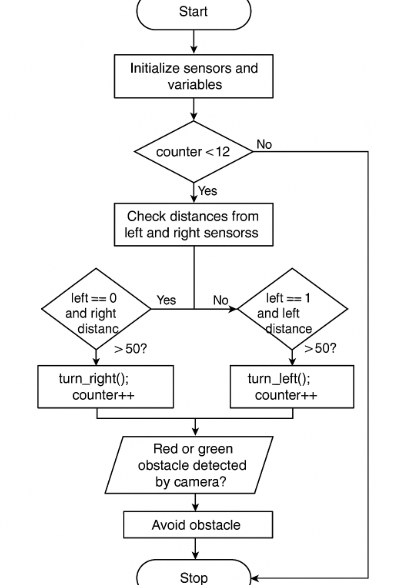 Start
Initialize sensors and
variables
counter < 12
No
Yes
Check distances from
left and right sensorss
left == 0
and right
distanc
Yes
No
left == 1
and left
distance
>50?
>50?
turn_right();
counter++
turn_left();
counter++
Red or green
obstacle detected
by camera?
Avoid obstacle
Stop